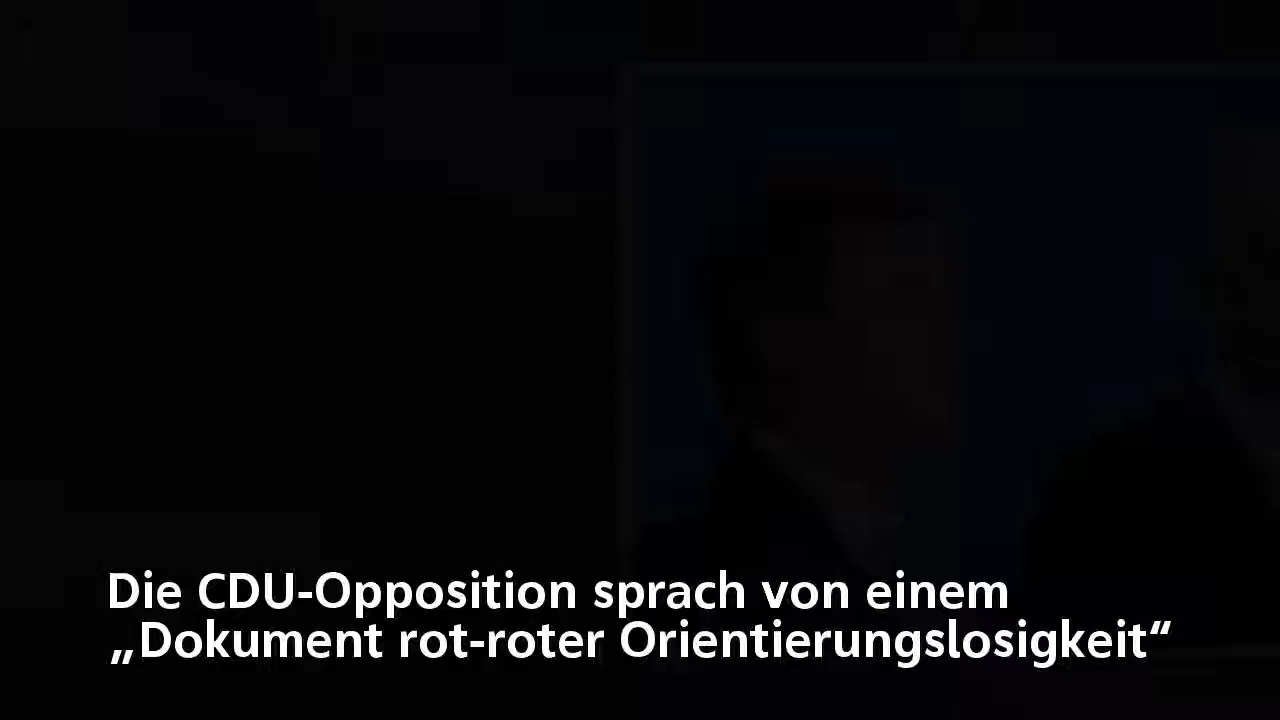 Die CDU-Opposition sprach von einem
„Dokument rot-roter Orientierungslosigkeit“